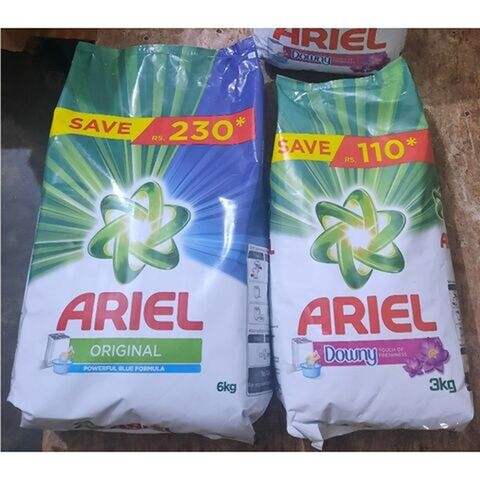 ARIEL
Downy
SAVE RS. 230*
ARIEL
ORIGINAL
POWERFUL BLUE FORMULA
6kg
SAVE RS. 110*
ARIEL
Downy TOUCH OF FRESHNESS
3kg